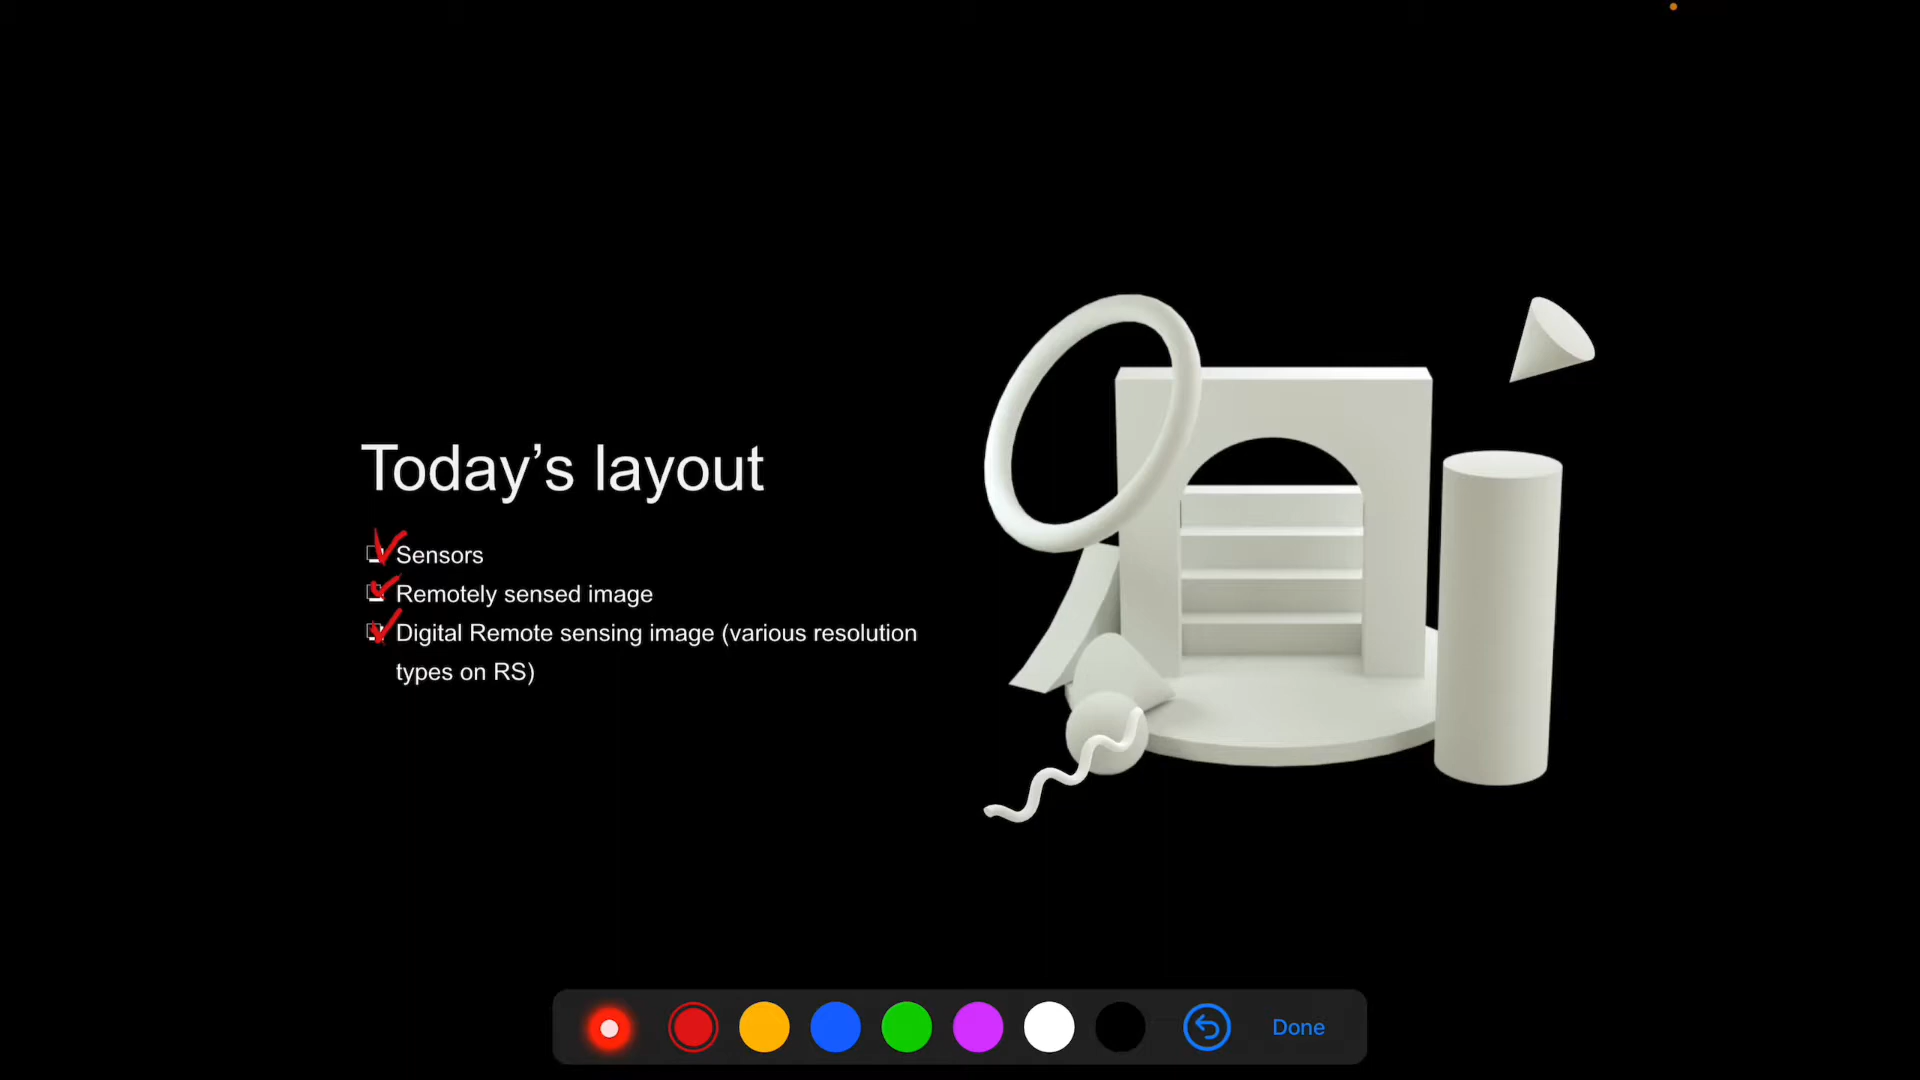 Today’s layout
Sensors
Remotely sensed image
Digital Remote sensing image (various resolution
types on RS)
Done